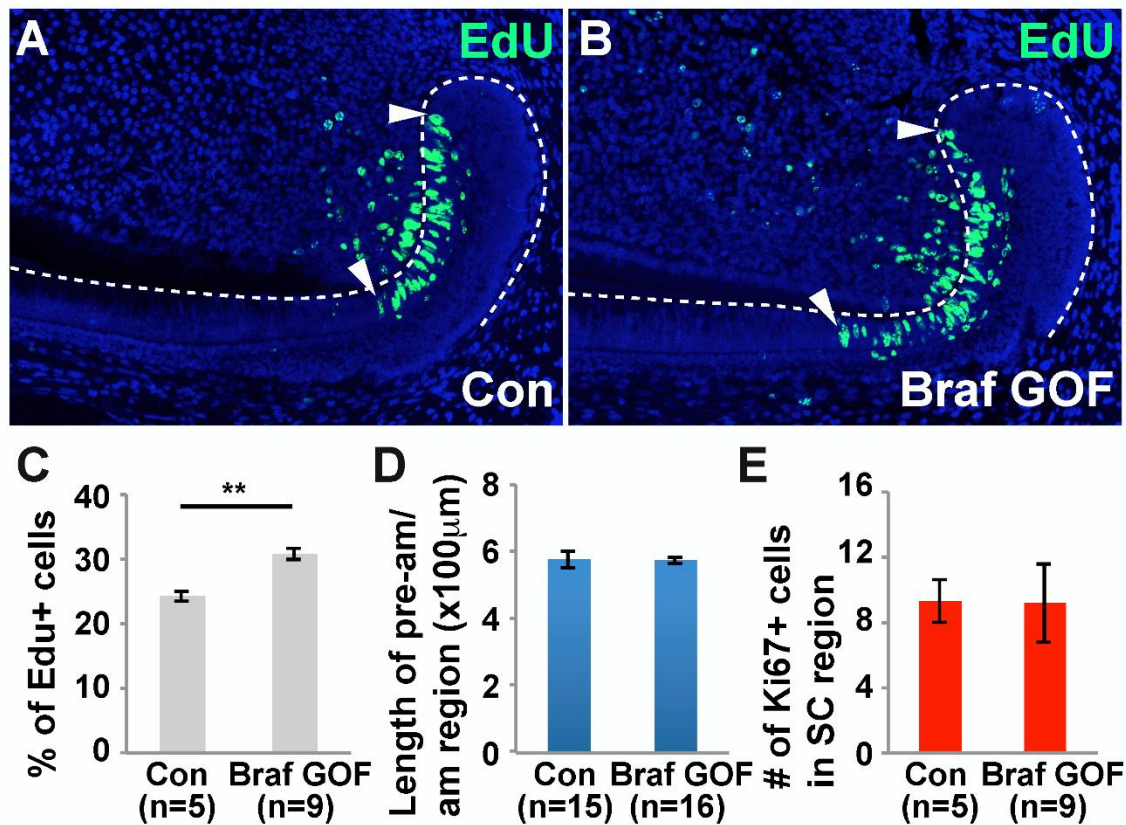 A
EdU
Con
B
EdU
Braf GOF
C
% of Edu+ cells
40
30
20
10
0
**
Con
(n=5)
Braf GOF
(n=9)
D
Length of pre-am/
am region (x100μm)
8
6
4
2
0
Con
(n=15)
Braf GOF
(n=16)
E
# of Ki67+ cells
in SC region
16
12
8
4
0
Con
(n=5)
Braf GOF
(n=9)